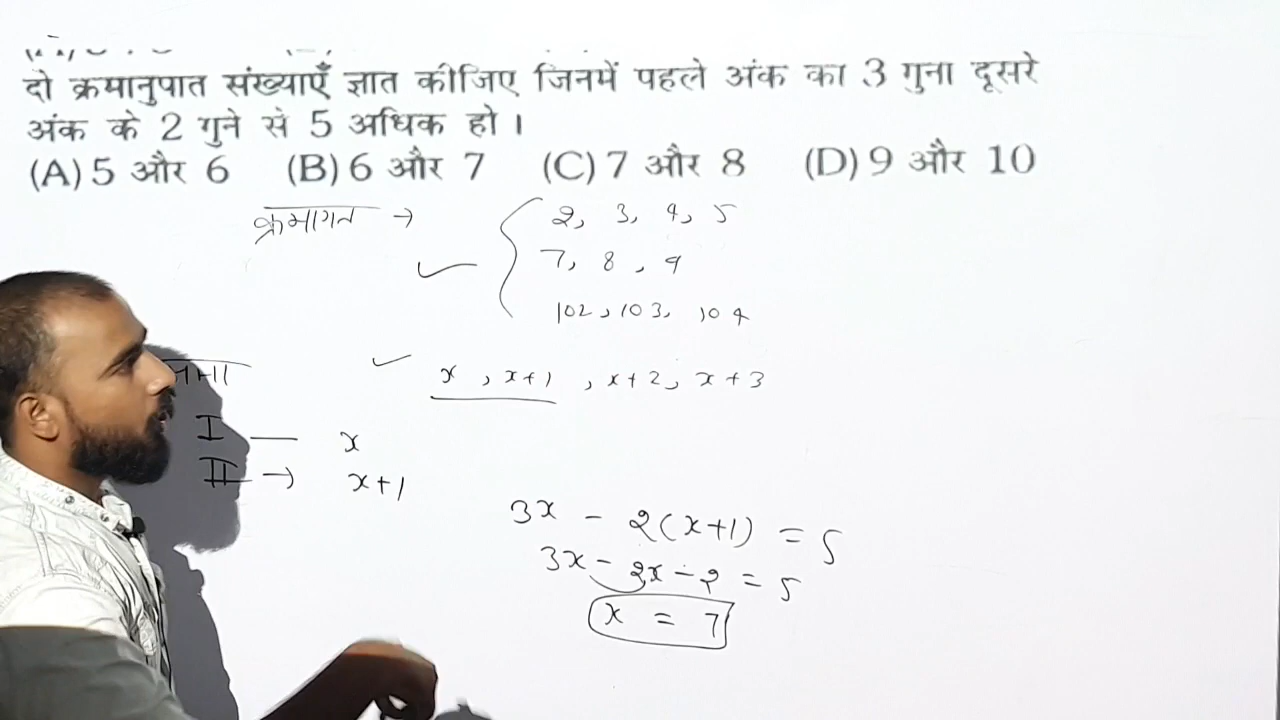 दो क्रमानुपात संख्याएँ ज्ञात कीजिए जिनमें पहले अंक का 3 गुना दूसरे
अंक के 2 गुने से 5 अधिक हो ।
(A) 5 और 6 (B) 6 और 7 (C) 7 और 8 (D) 9 और 10
क्रमागत → 2, 3, 4, 5
7, 8, 9
102, 103, 104
x, x+1, x+2, x+3
I — x
II → x+1
3x - 2(x+1) = 5
3x - 2x - 2 = 5
x = 7